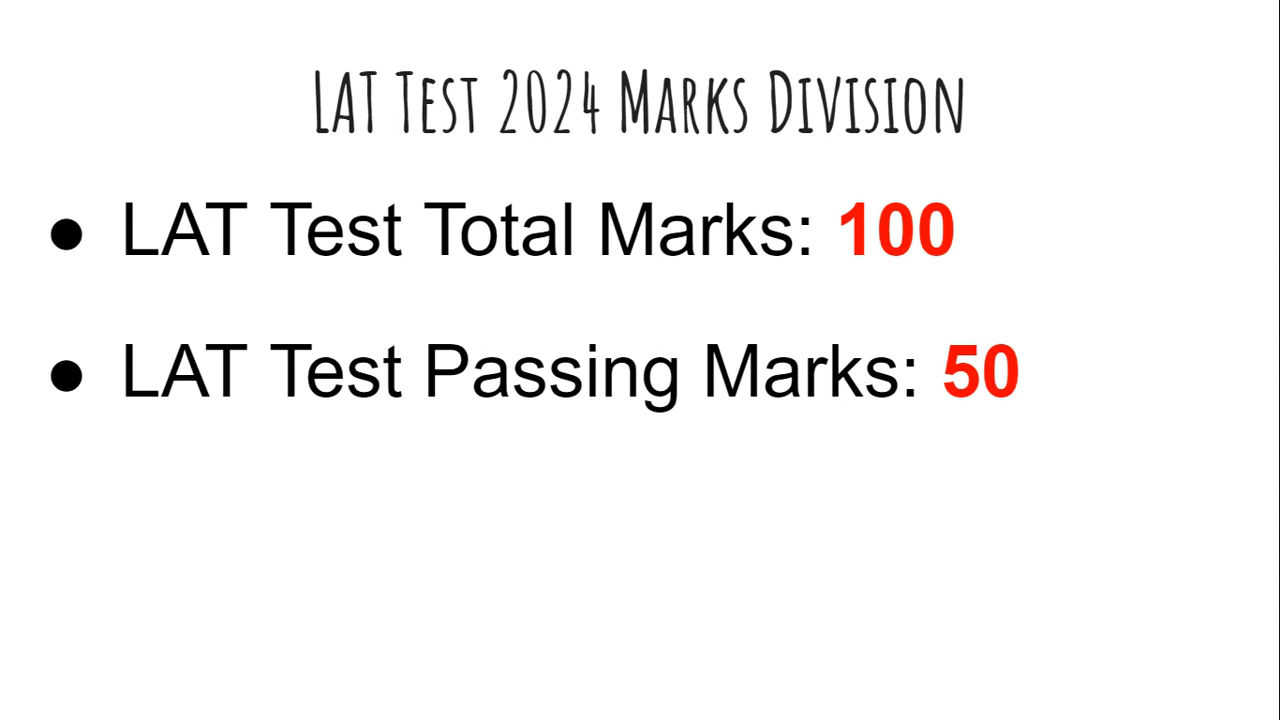 LAT Test 2024 Marks Division
● LAT Test Total Marks: 100
● LAT Test Passing Marks: 50